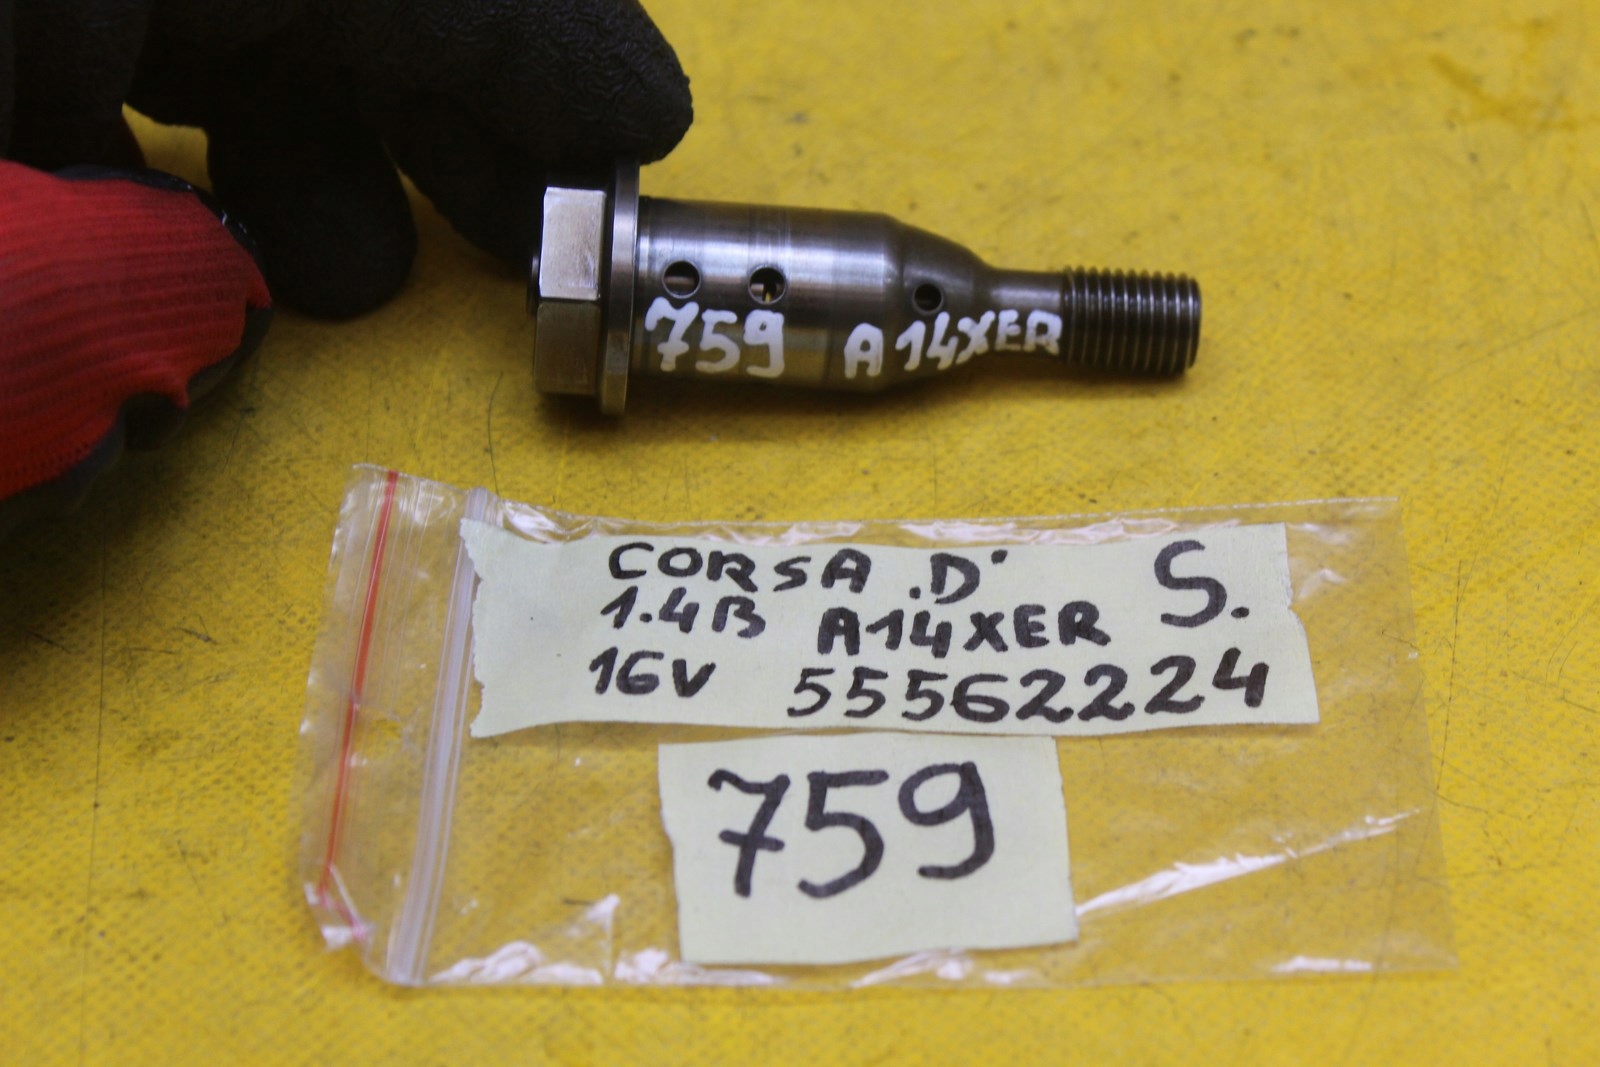 759 A14XER
CORSA .D' S.
1.4B A14XER
16V 55562224
759